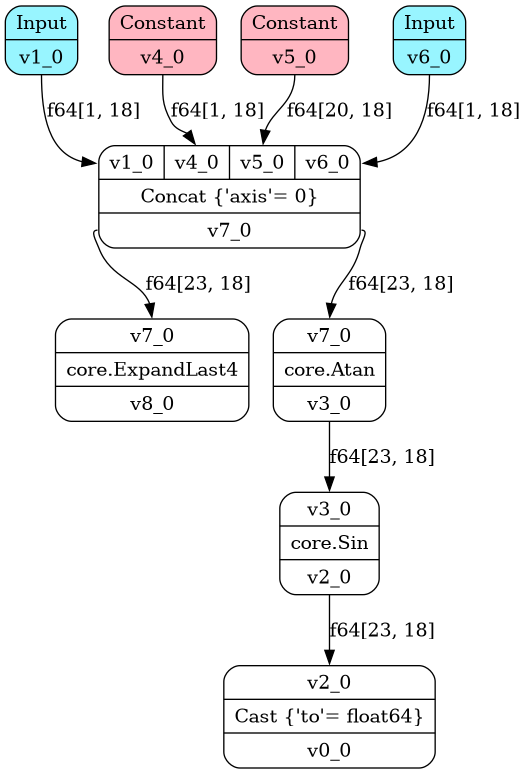 Input
v1_0
Constant
v4_0
Constant
v5_0
Input
v6_0
f64[1, 18]
f64[1, 18]
f64[20, 18]
f64[1, 18]
v1_0 v4_0 v5_0 v6_0
Concat {'axis'= 0}
v7_0
f64[23, 18]
f64[23, 18]
v7_0
core.ExpandLast4
v8_0
v7_0
core.Atan
v3_0
f64[23, 18]
v3_0
core.Sin
v2_0
f64[23, 18]
v2_0
Cast {'to'= float64}
v0_0